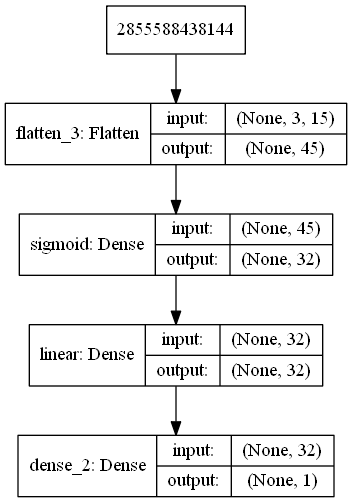 2855588438144
flatten_3: Flatten
input:
(None, 3, 15)
output:
(None, 45)
sigmoid: Dense
input:
(None, 45)
output:
(None, 32)
linear: Dense
input:
(None, 32)
output:
(None, 32)
dense_2: Dense
input:
(None, 32)
output:
(None, 1)